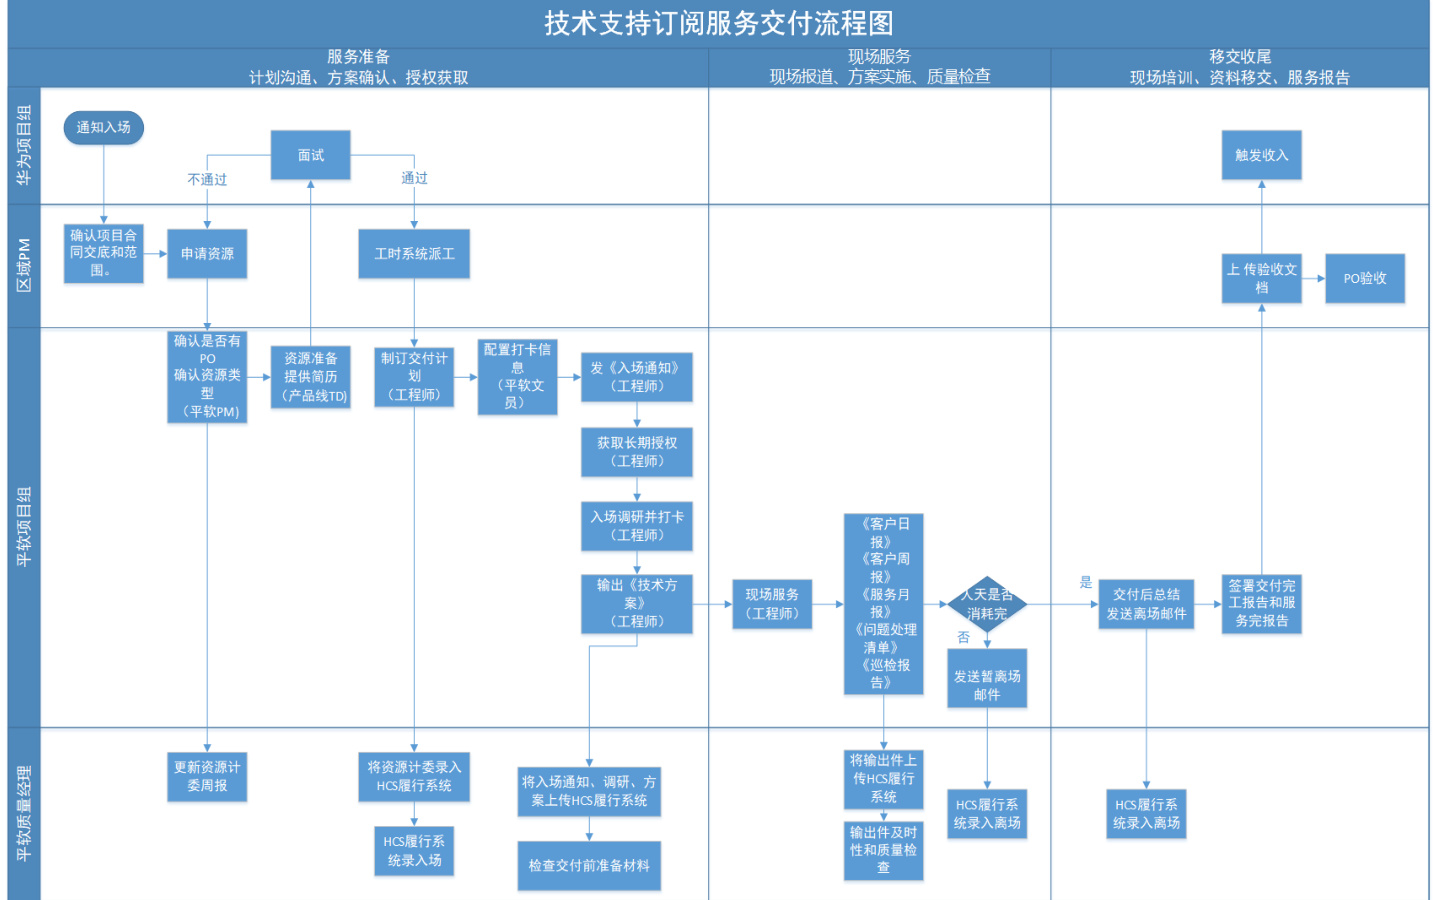 技术支持订阅服务交付流程图
服务准备
计划沟通、方案确认、授权获取
现场服务
现场报道、方案实施、质量检查
移交收尾
现场培训、资料移交、服务报告
华为项目组
通知入场
面试
不通过
通过
触发收入
区域PM
确认项目合
同交底和范
围。
申请资源
工时系统派工
上 传验收文
档
PO验收
平软项目组
确认是否有
PO
确认资源类
型
（平软PM)
资源准备
提供简历
（产品线TD)
制订交付计
划
（工程师）
配置打卡信
息
（平软文
员）
发《入场通知》
（工程师）
获取长期授权
（工程师）
入场调研并打卡
（工程师）
输出《技术方
案》
（工程师）
现场服务
（工程师）
《客户日
报》
《客户周
报》
《服务月
报》
《问题处理
清单》
《巡检报
告》
人天是否
消耗完
是
否
发送暂离场
邮件
交付后总结
发送离场邮件
签署交付完
工报告和服
务完报告
平软质量经理
更新资源计
委周报
将资源计委录入
HCS履行系统
HCS履行系
统录入场
将入场通知、调研、方
案上传HCS履行系统
检查交付前准备材料
将输出件上
传HCS履行
系统
输出件及时
性和质量检
查
HCS履行系
统录入离场
HCS履行系
统录入离场